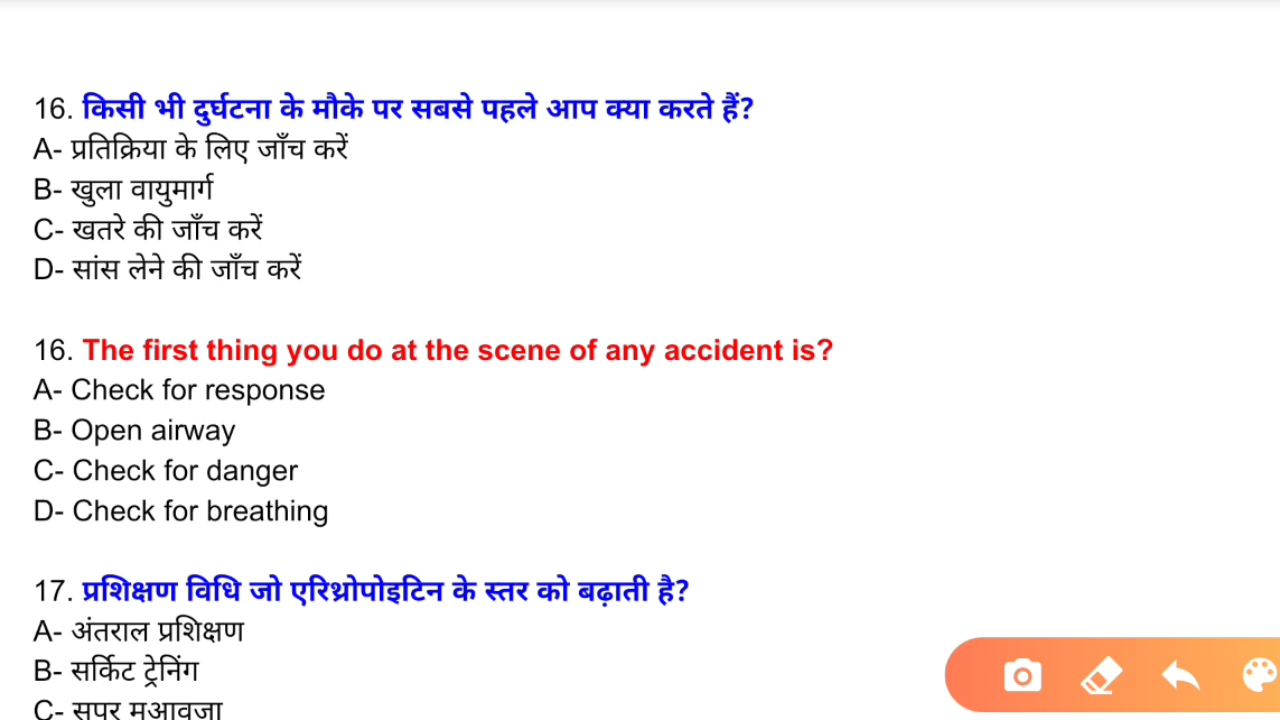 16. किसी भी दुर्घटना के मौके पर सबसे पहले आप क्या करते हैं?
A- प्रतिक्रिया के लिए जाँच करें
B- खुला वायुमार्ग
C- खतरे की जाँच करें
D- सांस लेने की जाँच करें
16. The first thing you do at the scene of any accident is?
A- Check for response
B- Open airway
C- Check for danger
D- Check for breathing
17. प्रशिक्षण विधि जो एरिथ्रोपोइटिन के स्तर को बढ़ाती है?
A- अंतराल प्रशिक्षण
B- सर्किट ट्रेनिंग
C- सुपर मुआवजा